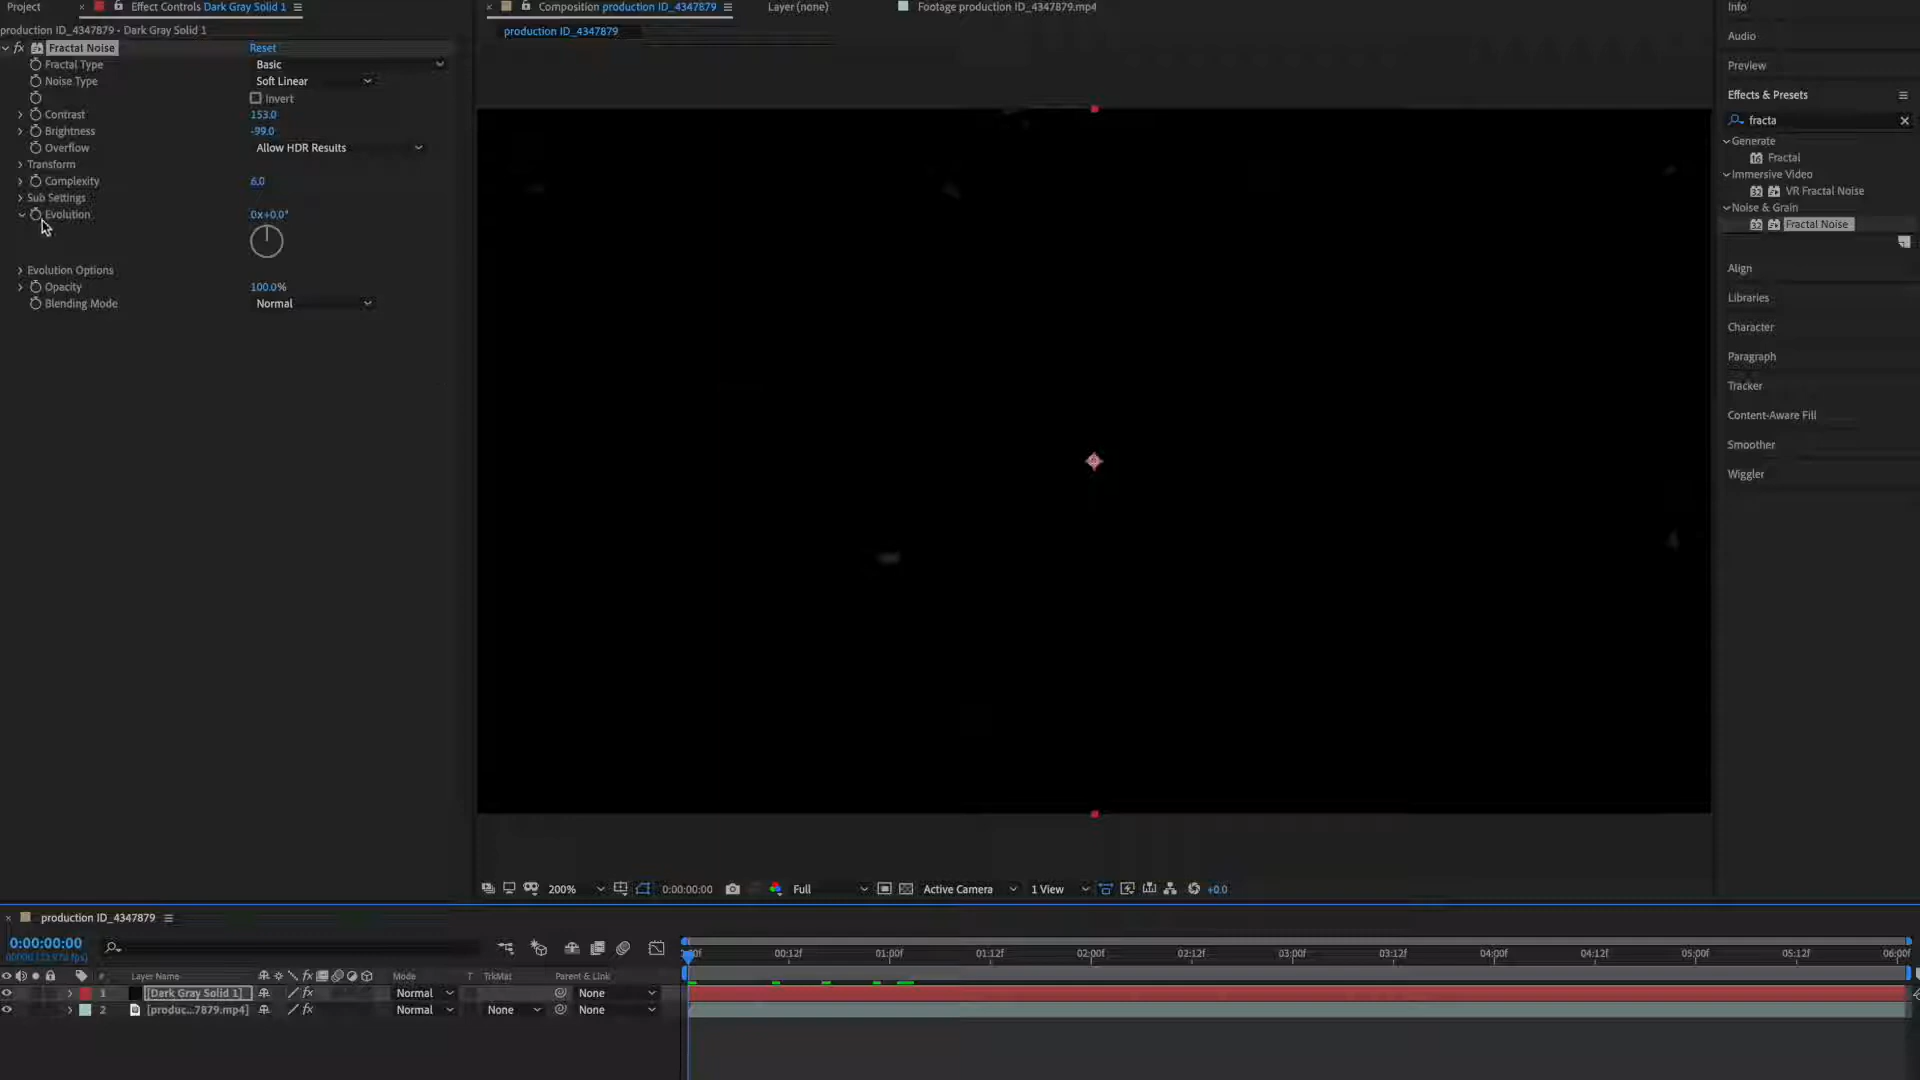 Project
Effect Controls Dark Gray Solid 1
production ID_4347879 • Dark Gray Solid 1
fx Fractal Noise Reset
Fractal Type Basic
Noise Type Soft Linear
Invert
Contrast 153.0
Brightness -99.0
Overflow Allow HDR Results
Transform
Complexity 6.0
Sub Settings
Evolution 0x+0.0°
Evolution Options
Opacity 100.0%
Blending Mode Normal
Composition production ID_4347879
Layer (none)
Footage production ID_4347879.mp4
production ID_4347879
200% 0:00:00:00 Full Active Camera 1 View +0.0
Info
Audio
Preview
Effects & Presets
fracta
Generate
Fractal
Immersive Video
VR Fractal Noise
Noise & Grain
Fractal Noise
Align
Libraries
Character
Paragraph
Tracker
Content-Aware Fill
Smoother
Wiggler
production ID_4347879
0:00:00:00
00f 00:12f 01:00f 01:12f 02:00f 02:12f 03:00f 03:12f 04:00f 04:12f 05:00f 05:12f 06:00f
# Layer Name Mode T TrkMat Parent & Link
1 [Dark Gray Solid 1] fx Normal None
2 [produc...7879.mp4] fx Normal None None